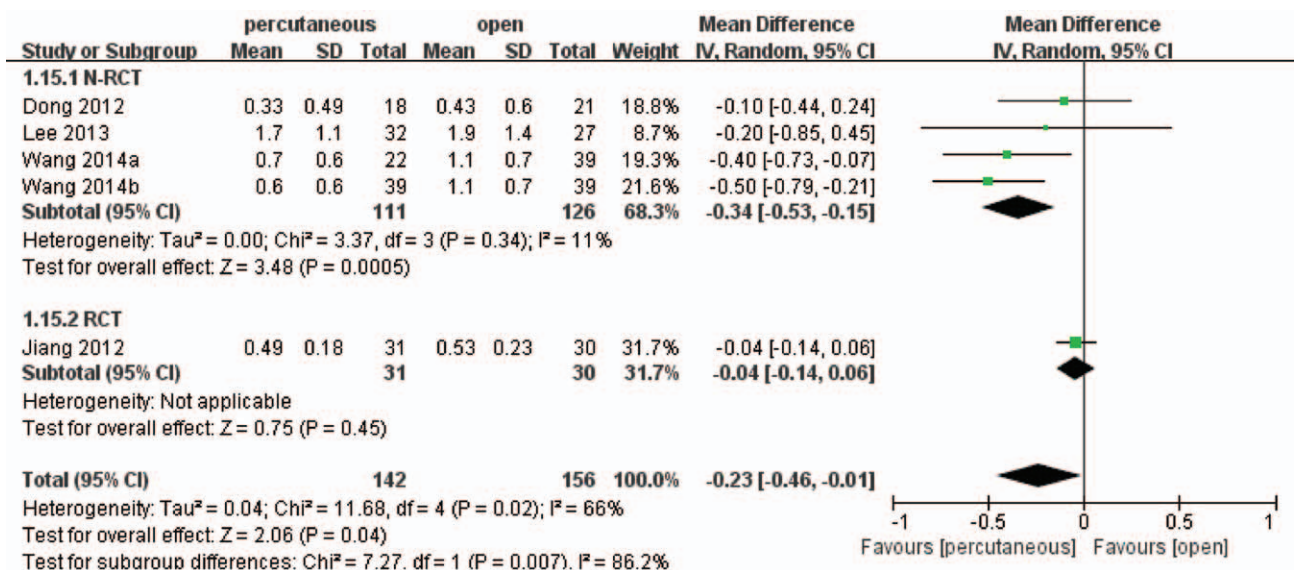 percutaneous open Mean Difference Mean Difference
Study or Subgroup Mean SD Total Mean SD Total Weight IV, Random, 95% CI IV, Random, 95% CI
1.15.1 N-RCT
Dong 2012 0.33 0.49 18 0.43 0.6 21 18.8% -0.10 [-0.44, 0.24]
Lee 2013 1.7 1.1 32 1.9 1.4 27 8.7% -0.20 [-0.85, 0.45]
Wang 2014a 0.7 0.6 22 1.1 0.7 39 19.3% -0.40 [-0.73, -0.07]
Wang 2014b 0.6 0.6 39 1.1 0.7 39 21.6% -0.50 [-0.79, -0.21]
Subtotal (95% CI) 111 126 68.3% -0.34 [-0.53, -0.15]
Heterogeneity: Tau² = 0.00; Chi² = 3.37, df = 3 (P = 0.34); I² = 11%
Test for overall effect: Z = 3.48 (P = 0.0005)
1.15.2 RCT
Jiang 2012 0.49 0.18 31 0.53 0.23 30 31.7% -0.04 [-0.14, 0.06]
Subtotal (95% CI) 31 30 31.7% -0.04 [-0.14, 0.06]
Heterogeneity: Not applicable
Test for overall effect: Z = 0.75 (P = 0.45)
Total (95% CI) 142 156 100.0% -0.23 [-0.46, -0.01]
Heterogeneity: Tau² = 0.04; Chi² = 11.68, df = 4 (P = 0.02); I² = 66%
Test for overall effect: Z = 2.06 (P = 0.04)
Test for subgroup differences: Chi² = 7.27, df = 1 (P = 0.007), I² = 86.2%
-1 -0.5 0 0.5 1
Favours [percutaneous] Favours [open]